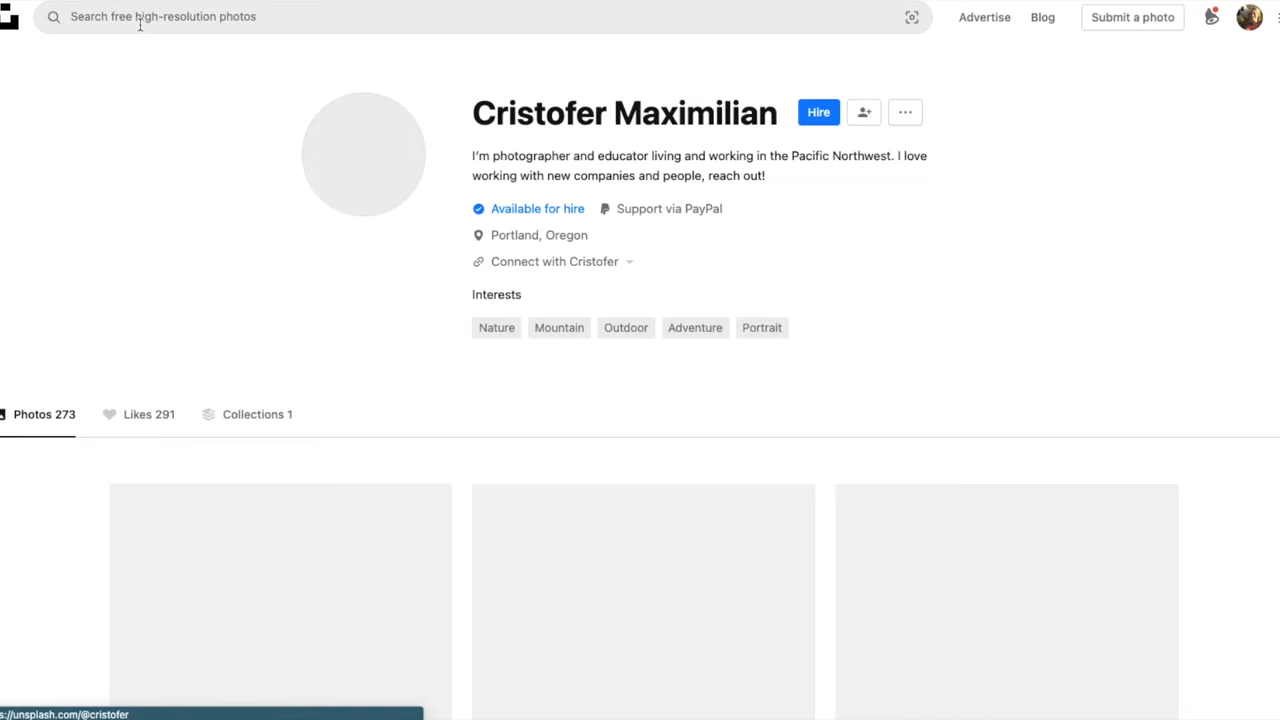 Search free high-resolution photos
Advertise
Blog
Submit a photo
Cristofer Maximilian
Hire
I'm photographer and educator living and working in the Pacific Northwest. I love
working with new companies and people, reach out!
Available for hire
Support via PayPal
Portland, Oregon
Connect with Cristofer
Interests
Nature
Mountain
Outdoor
Adventure
Portrait
Photos 273
Likes 291
Collections 1
s://unsplash.com/@cristofer